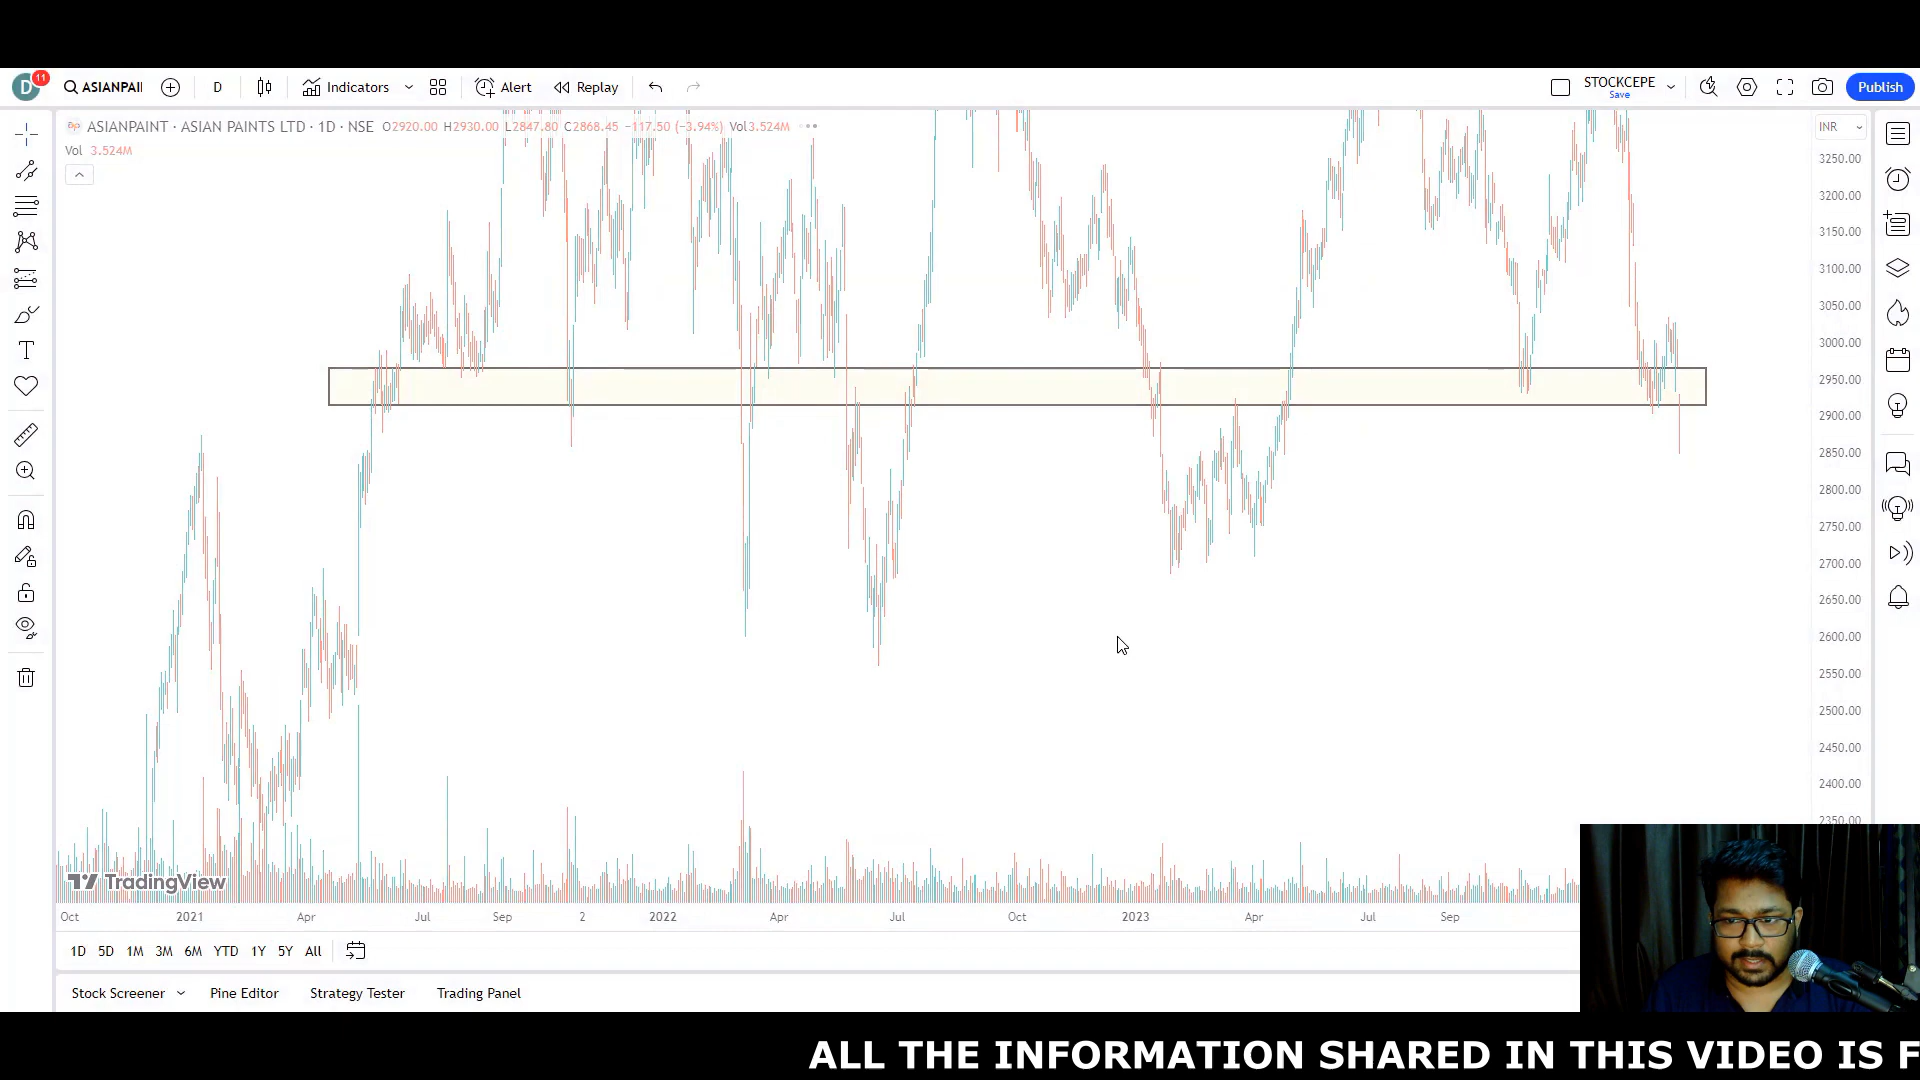 D
11
ASIANPAI
D
Indicators
Alert
Replay
STOCKCEPE
Save
Publish
ASIANPAINT · ASIAN PAINTS LTD · 1D · NSE O2920.00 H2930.00 L2847.80 C2868.45 −117.50 (−3.94%) Vol3.524M
INR
Vol 3.524M
3250.00
3200.00
3150.00
3100.00
3050.00
3000.00
2950.00
2900.00
2850.00
2800.00
2750.00
2700.00
2650.00
2600.00
2550.00
2500.00
2450.00
2400.00
2350.00
TradingView
Oct 2021 Apr Jul Sep 2 2022 Apr Jul Oct 2023 Apr Jul Sep
1D 5D 1M 3M 6M YTD 1Y 5Y All
Stock Screener Pine Editor Strategy Tester Trading Panel
ALL THE INFORMATION SHARED IN THIS VIDEO IS F